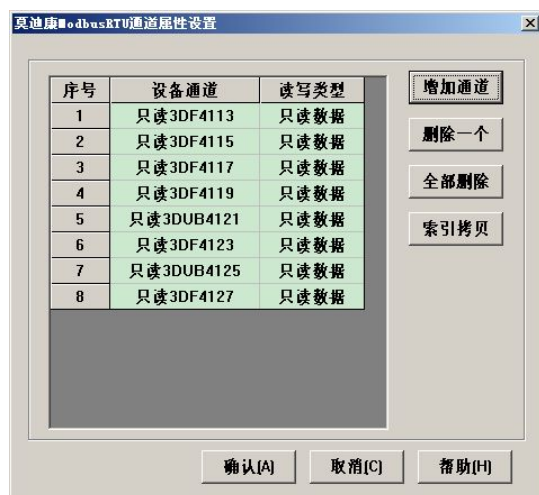 莫迪康ModbusRTU通道属性设置
序号 设备通道 读写类型
1 只读3DF4113 只读数据
2 只读3DF4115 只读数据
3 只读3DF4117 只读数据
4 只读3DF4119 只读数据
5 只读3DUB4121 只读数据
6 只读3DF4123 只读数据
7 只读3DUB4125 只读数据
8 只读3DF4127 只读数据
增加通道
删除一个
全部删除
索引拷贝
确认(A) 取消(C) 帮助(H)